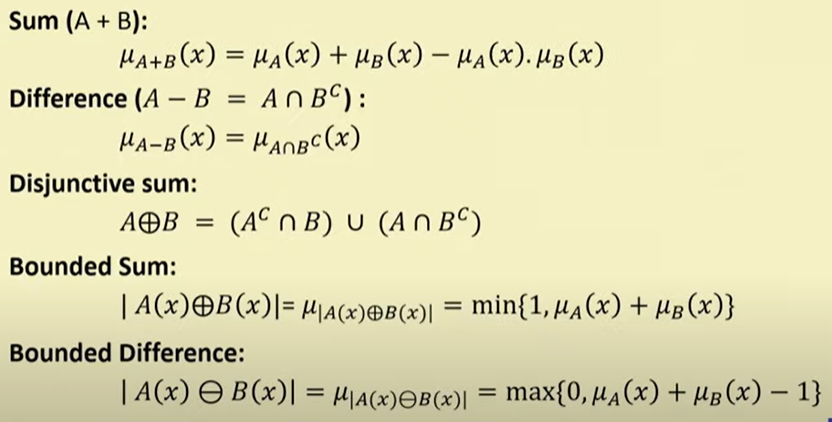 Sum (A + B):
μ_{A+B}(x) = μ_A(x) + μ_B(x) − μ_A(x). μ_B(x)
Difference (A − B = A ∩ B^C) :
μ_{A−B}(x) = μ_{A∩B^C}(x)
Disjunctive sum:
A⊕B = (A^C ∩ B) ∪ (A ∩ B^C)
Bounded Sum:
| A(x)⊕B(x)|= μ_{|A(x)⊕B(x)|} = min{1, μ_A(x) + μ_B(x)}
Bounded Difference:
| A(x) ⊖ B(x)| = μ_{|A(x)⊖B(x)|} = max{0, μ_A(x) + μ_B(x) − 1}